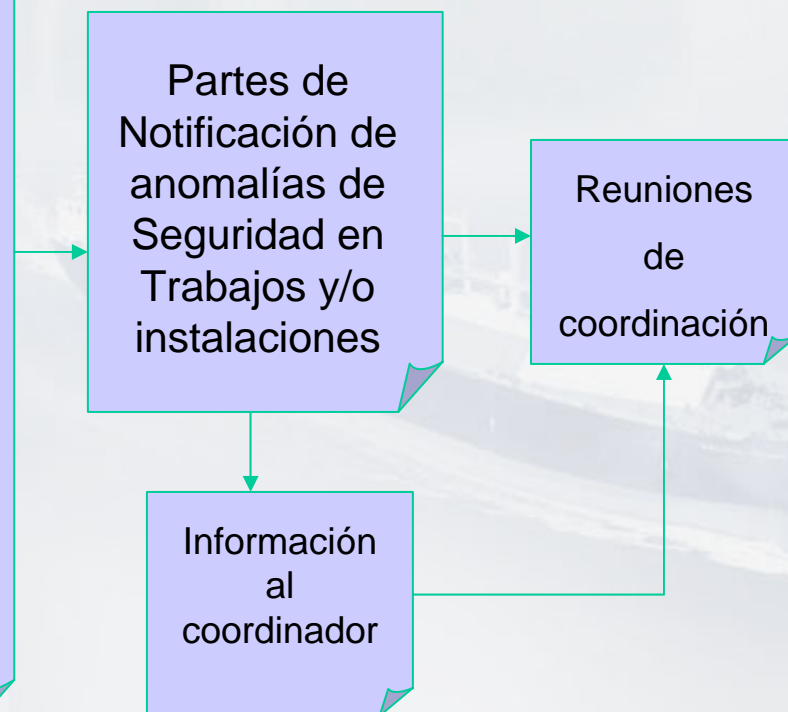 Partes de
Notificación de
anomalías de
Seguridad en
Trabajos y/o
instalaciones
Reuniones
de
coordinación
Información
al
coordinador